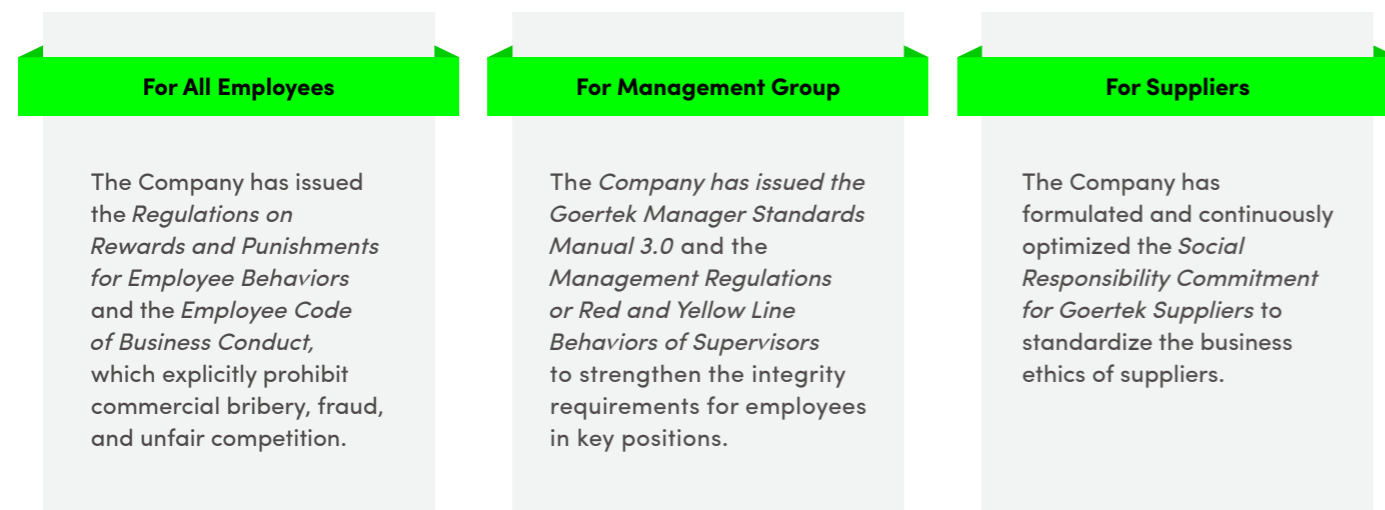 For All Employees
The Company has issued
the Regulations on
Rewards and Punishments
for Employee Behaviors
and the Employee Code
of Business Conduct,
which explicitly prohibit
commercial bribery, fraud,
and unfair competition.
For Management Group
The Company has issued the
Goertek Manager Standards
Manual 3.0 and the
Management Regulations
or Red and Yellow Line
Behaviors of Supervisors
to strengthen the integrity
requirements for employees
in key positions.
For Suppliers
The Company has
formulated and continuously
optimized the Social
Responsibility Commitment
for Goertek Suppliers to
standardize the business
ethics of suppliers.